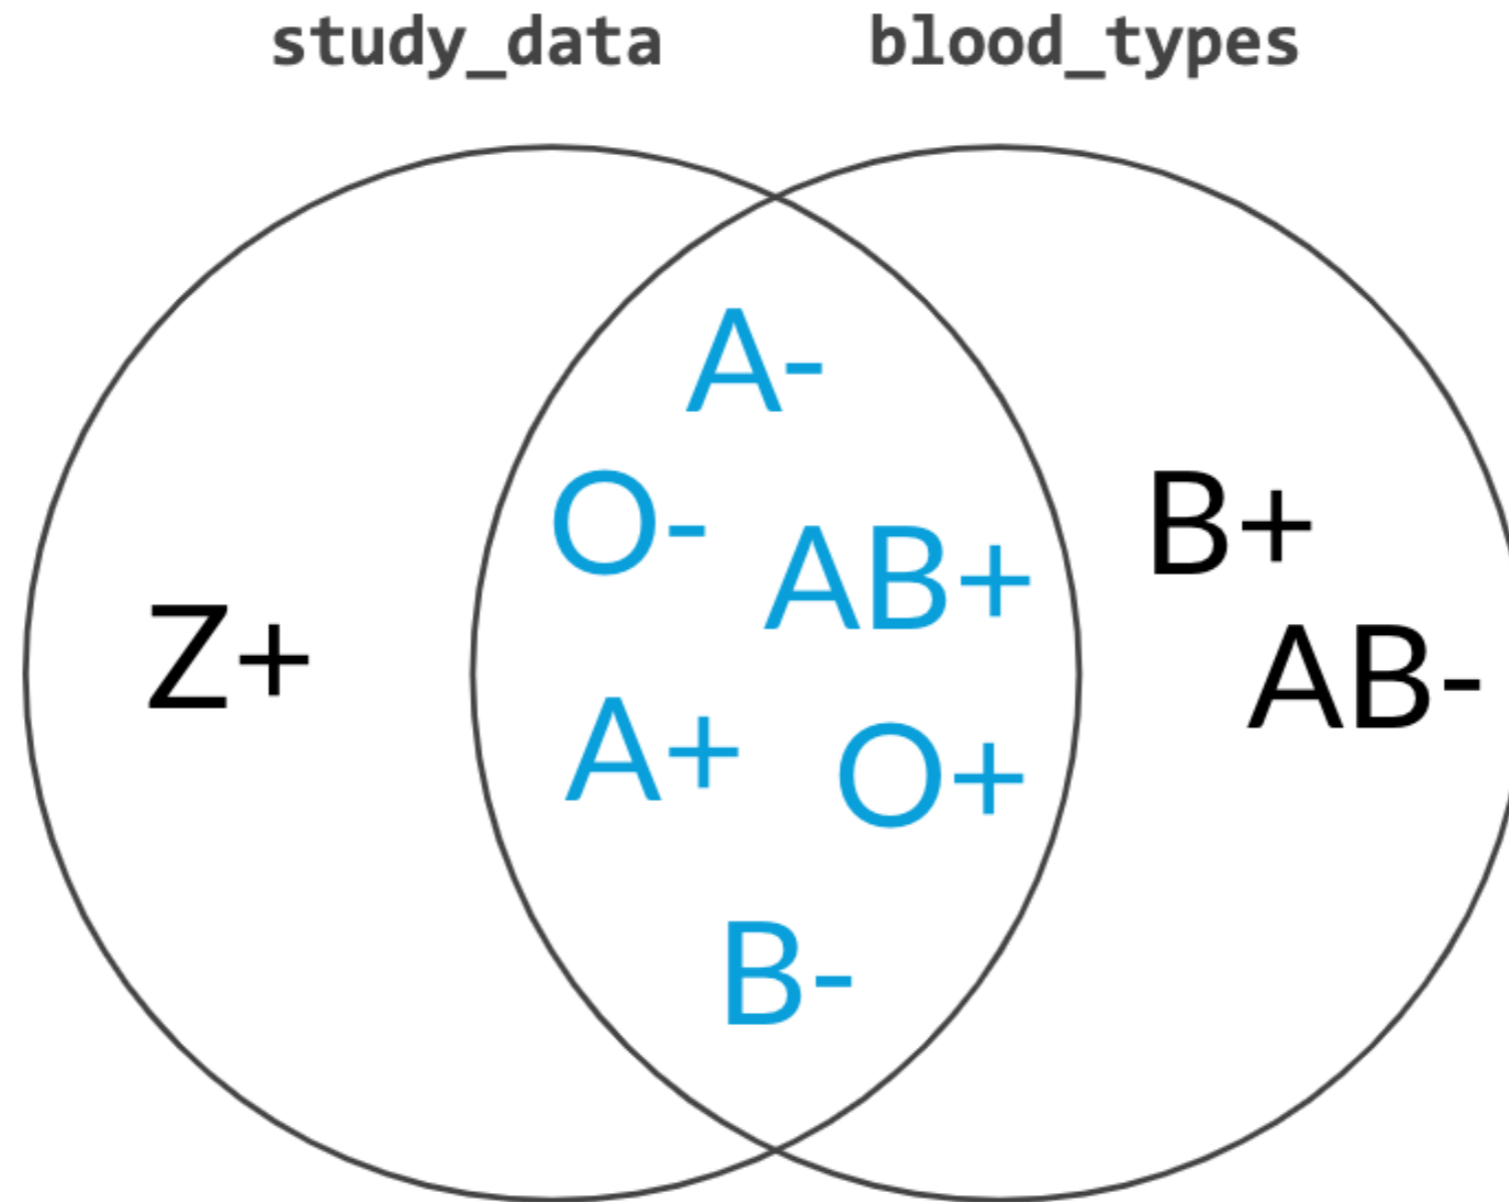 study_data blood_types
A-
O-
AB+
B+
Z+
AB-
A+
O+
B-